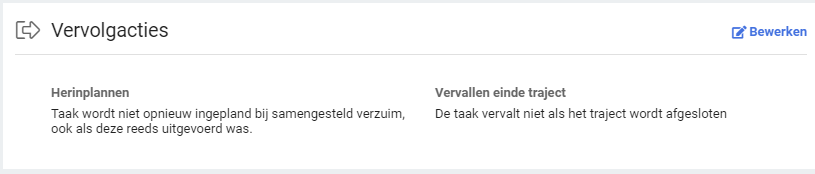 Vervolgacties
Bewerken
Herinplannen
Taak wordt niet opnieuw ingepland bij samengesteld verzuim,
ook als deze reeds uitgevoerd was.
Vervallen einde traject
De taak vervalt niet als het traject wordt afgesloten